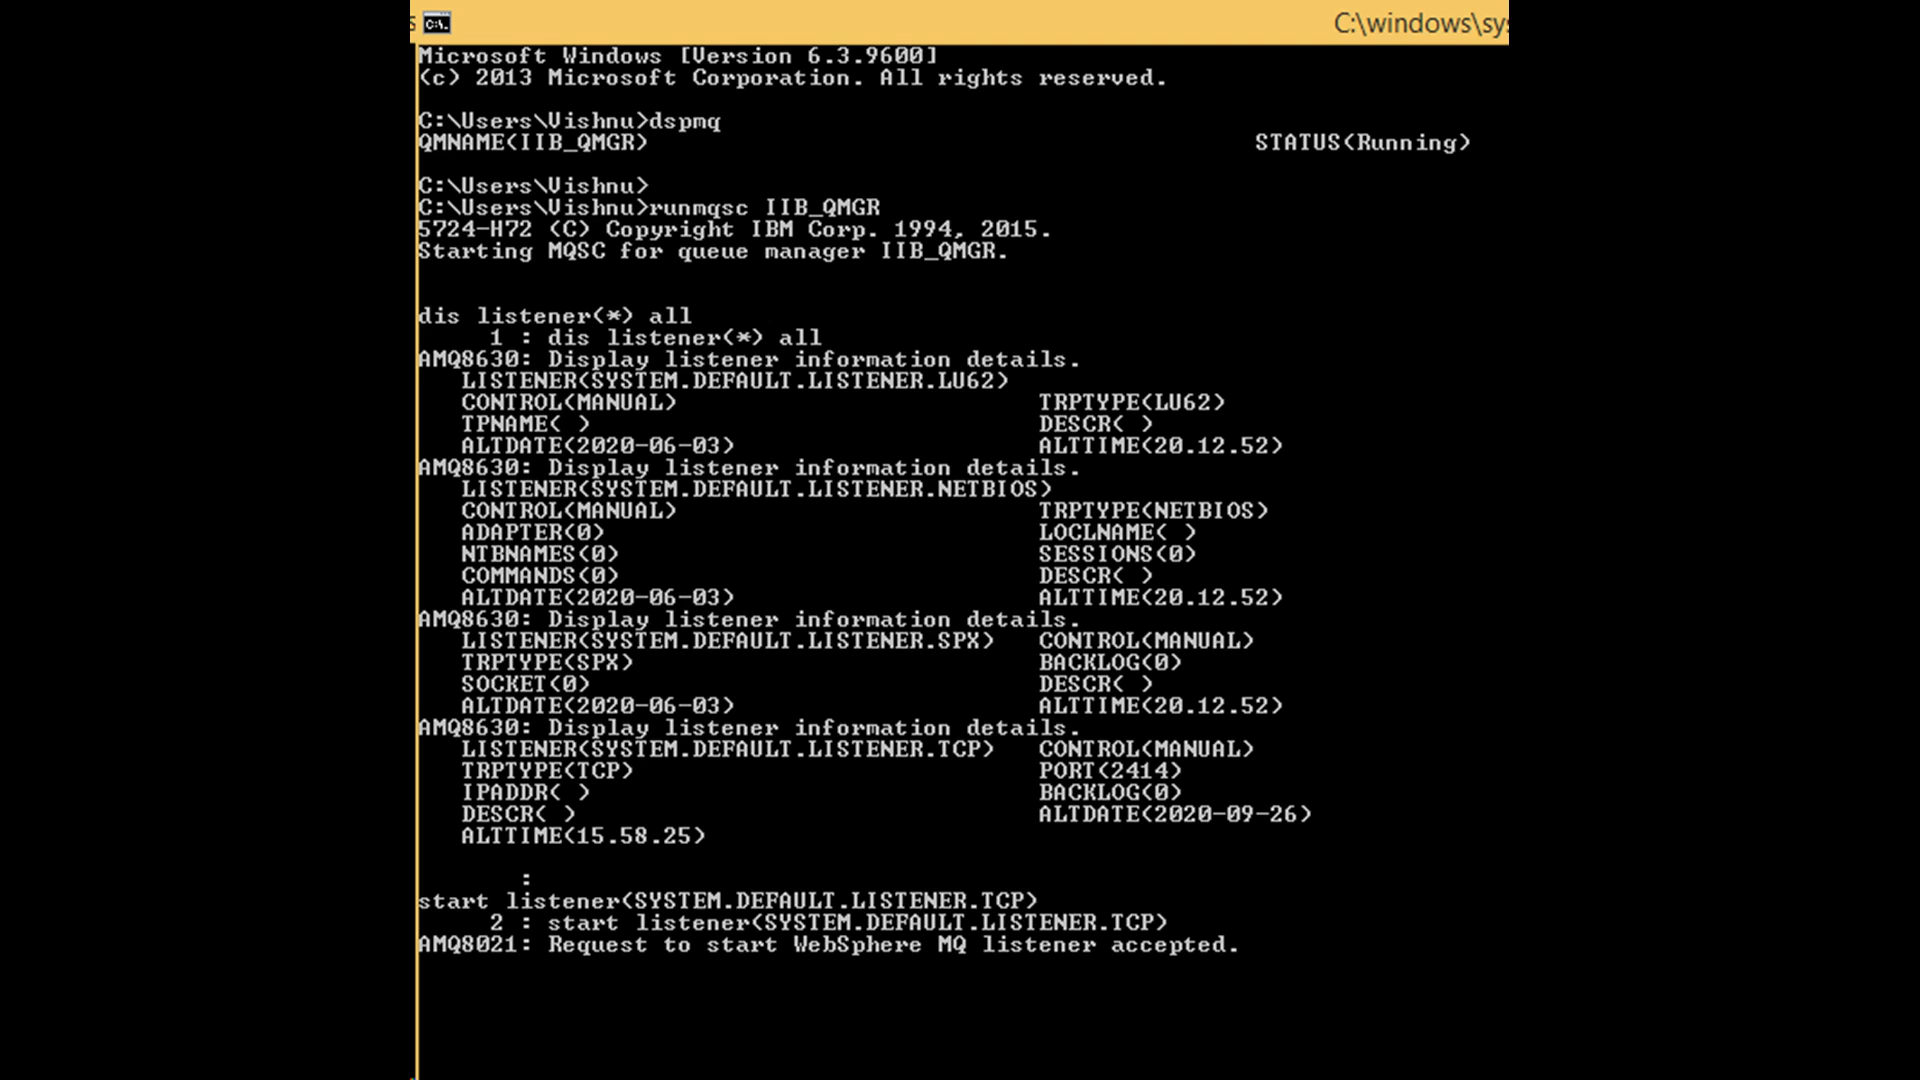 C:\windows\sys
Microsoft Windows [Version 6.3.9600]
(c) 2013 Microsoft Corporation. All rights reserved.
C:\Users\Vishnu>dspmq
QMNAME(IIB_QMGR) STATUS(Running)
C:\Users\Vishnu>
C:\Users\Vishnu>runmqsc IIB_QMGR
5724-H72 (C) Copyright IBM Corp. 1994, 2015.
Starting MQSC for queue manager IIB_QMGR.
dis listener(*) all
1 : dis listener(*) all
AMQ8630: Display listener information details.
LISTENER(SYSTEM.DEFAULT.LISTENER.LU62)
CONTROL(MANUAL) TRPTYPE(LU62)
TPNAME( ) DESCR( )
ALTDATE(2020-06-03) ALTTIME(20.12.52)
AMQ8630: Display listener information details.
LISTENER(SYSTEM.DEFAULT.LISTENER.NETBIOS)
CONTROL(MANUAL) TRPTYPE(NETBIOS)
ADAPTER(0) LOCLNAME( )
NTBNAMES(0) SESSIONS(0)
COMMANDS(0) DESCR( )
ALTDATE(2020-06-03) ALTTIME(20.12.52)
AMQ8630: Display listener information details.
LISTENER(SYSTEM.DEFAULT.LISTENER.SPX) CONTROL(MANUAL)
TRPTYPE(SPX) BACKLOG(0)
SOCKET(0) DESCR( )
ALTDATE(2020-06-03) ALTTIME(20.12.52)
AMQ8630: Display listener information details.
LISTENER(SYSTEM.DEFAULT.LISTENER.TCP) CONTROL(MANUAL)
TRPTYPE(TCP) PORT(2414)
IPADDR( ) BACKLOG(0)
DESCR( ) ALTDATE(2020-09-26)
ALTTIME(15.58.25)
:
start listener(SYSTEM.DEFAULT.LISTENER.TCP)
2 : start listener(SYSTEM.DEFAULT.LISTENER.TCP)
AMQ8021: Request to start WebSphere MQ listener accepted.